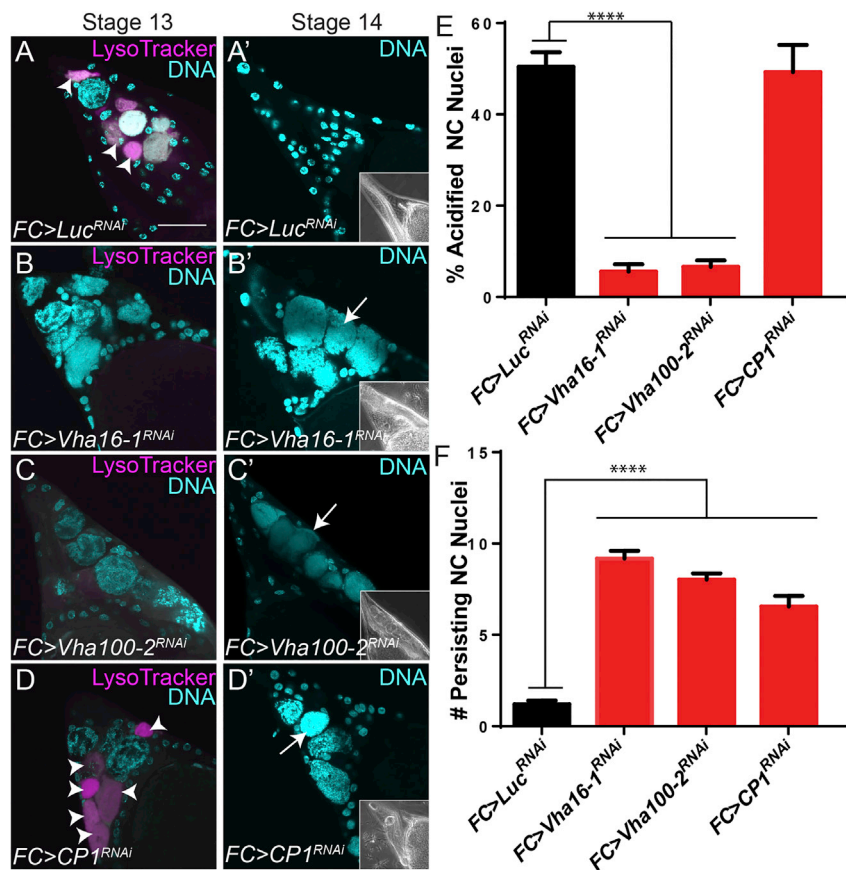 Stage 13
Stage 14
A
LysoTracker
DNA
FC>Luc^RNAi
A'
DNA
FC>Luc^RNAi
B
LysoTracker
DNA
FC>Vha16-1^RNAi
B'
DNA
FC>Vha16-1^RNAi
C
LysoTracker
DNA
FC>Vha100-2^RNAi
C'
DNA
FC>Vha100-2^RNAi
D
LysoTracker
DNA
FC>CP1^RNAi
D'
DNA
FC>CP1^RNAi
E
% Acidified NC Nuclei
60
40
20
0
****
FC>Luc^RNAi
FC>Vha16-1^RNAi
FC>Vha100-2^RNAi
FC>CP1^RNAi
F
# Persisting NC Nuclei
15
10
5
0
****
FC>Luc^RNAi
FC>Vha16-1^RNAi
FC>Vha100-2^RNAi
FC>CP1^RNAi